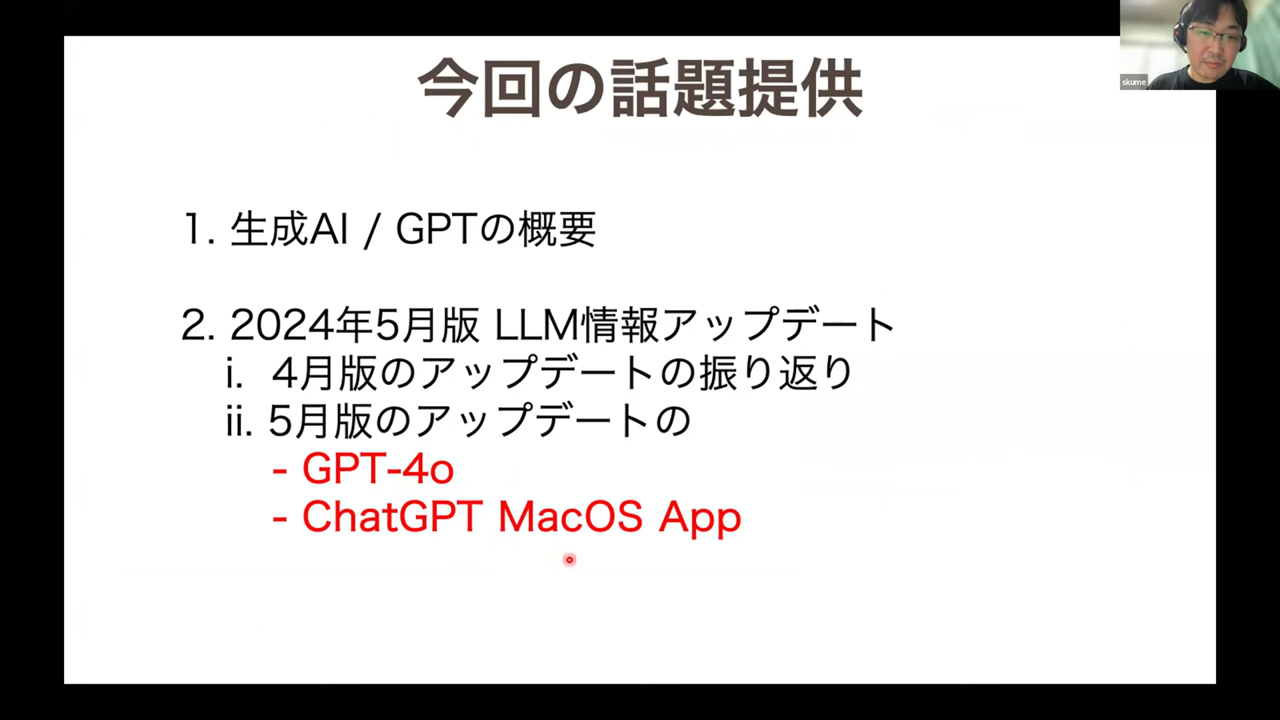 今回の話題提供
skume
1. 生成AI / GPTの概要
2. 2024年5月版 LLM情報アップデート
i. 4月版のアップデートの振り返り
ii. 5月版のアップデートの
- GPT-4o
- ChatGPT MacOS App